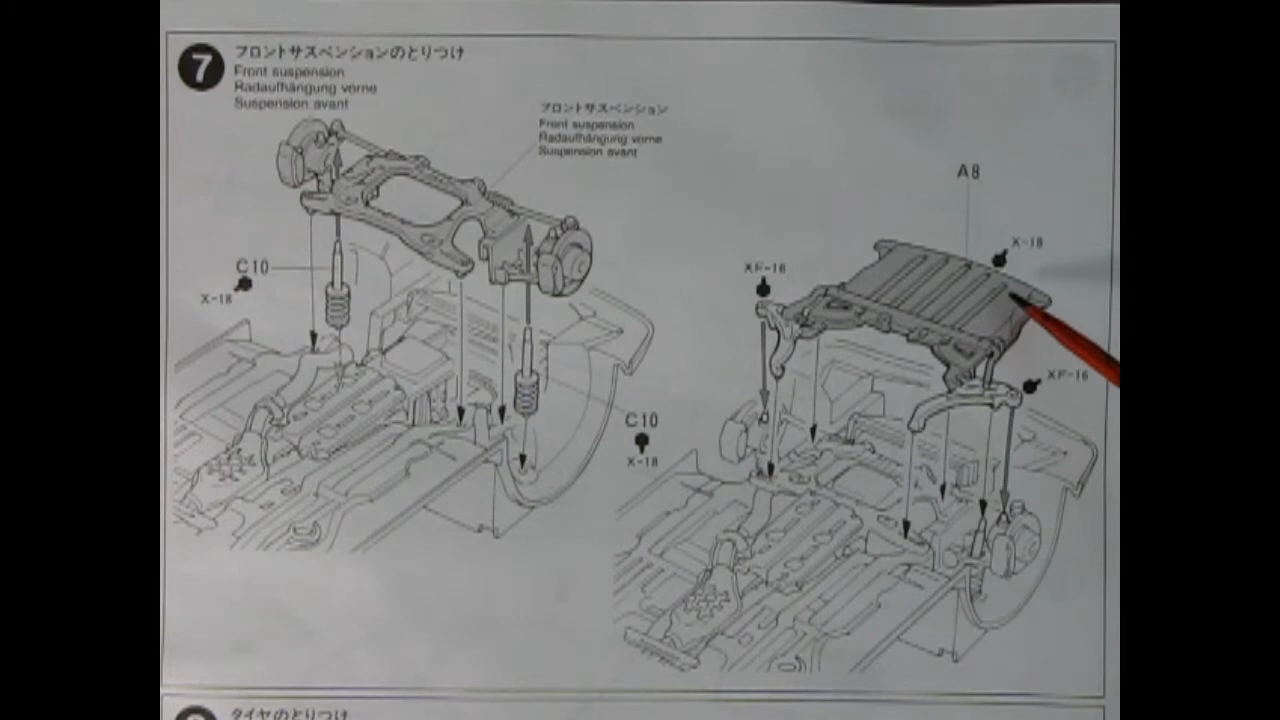 7
フロントサスペンションのとりつけ
Front suspension
Radaufhängung vorne
Suspension avant
フロントサスペンション
Front suspension
Radaufhängung vorne
Suspension avant
A8
X-18
XF-16
C10
X-18
XF-16
C10
X-18
タイヤのとりつけ